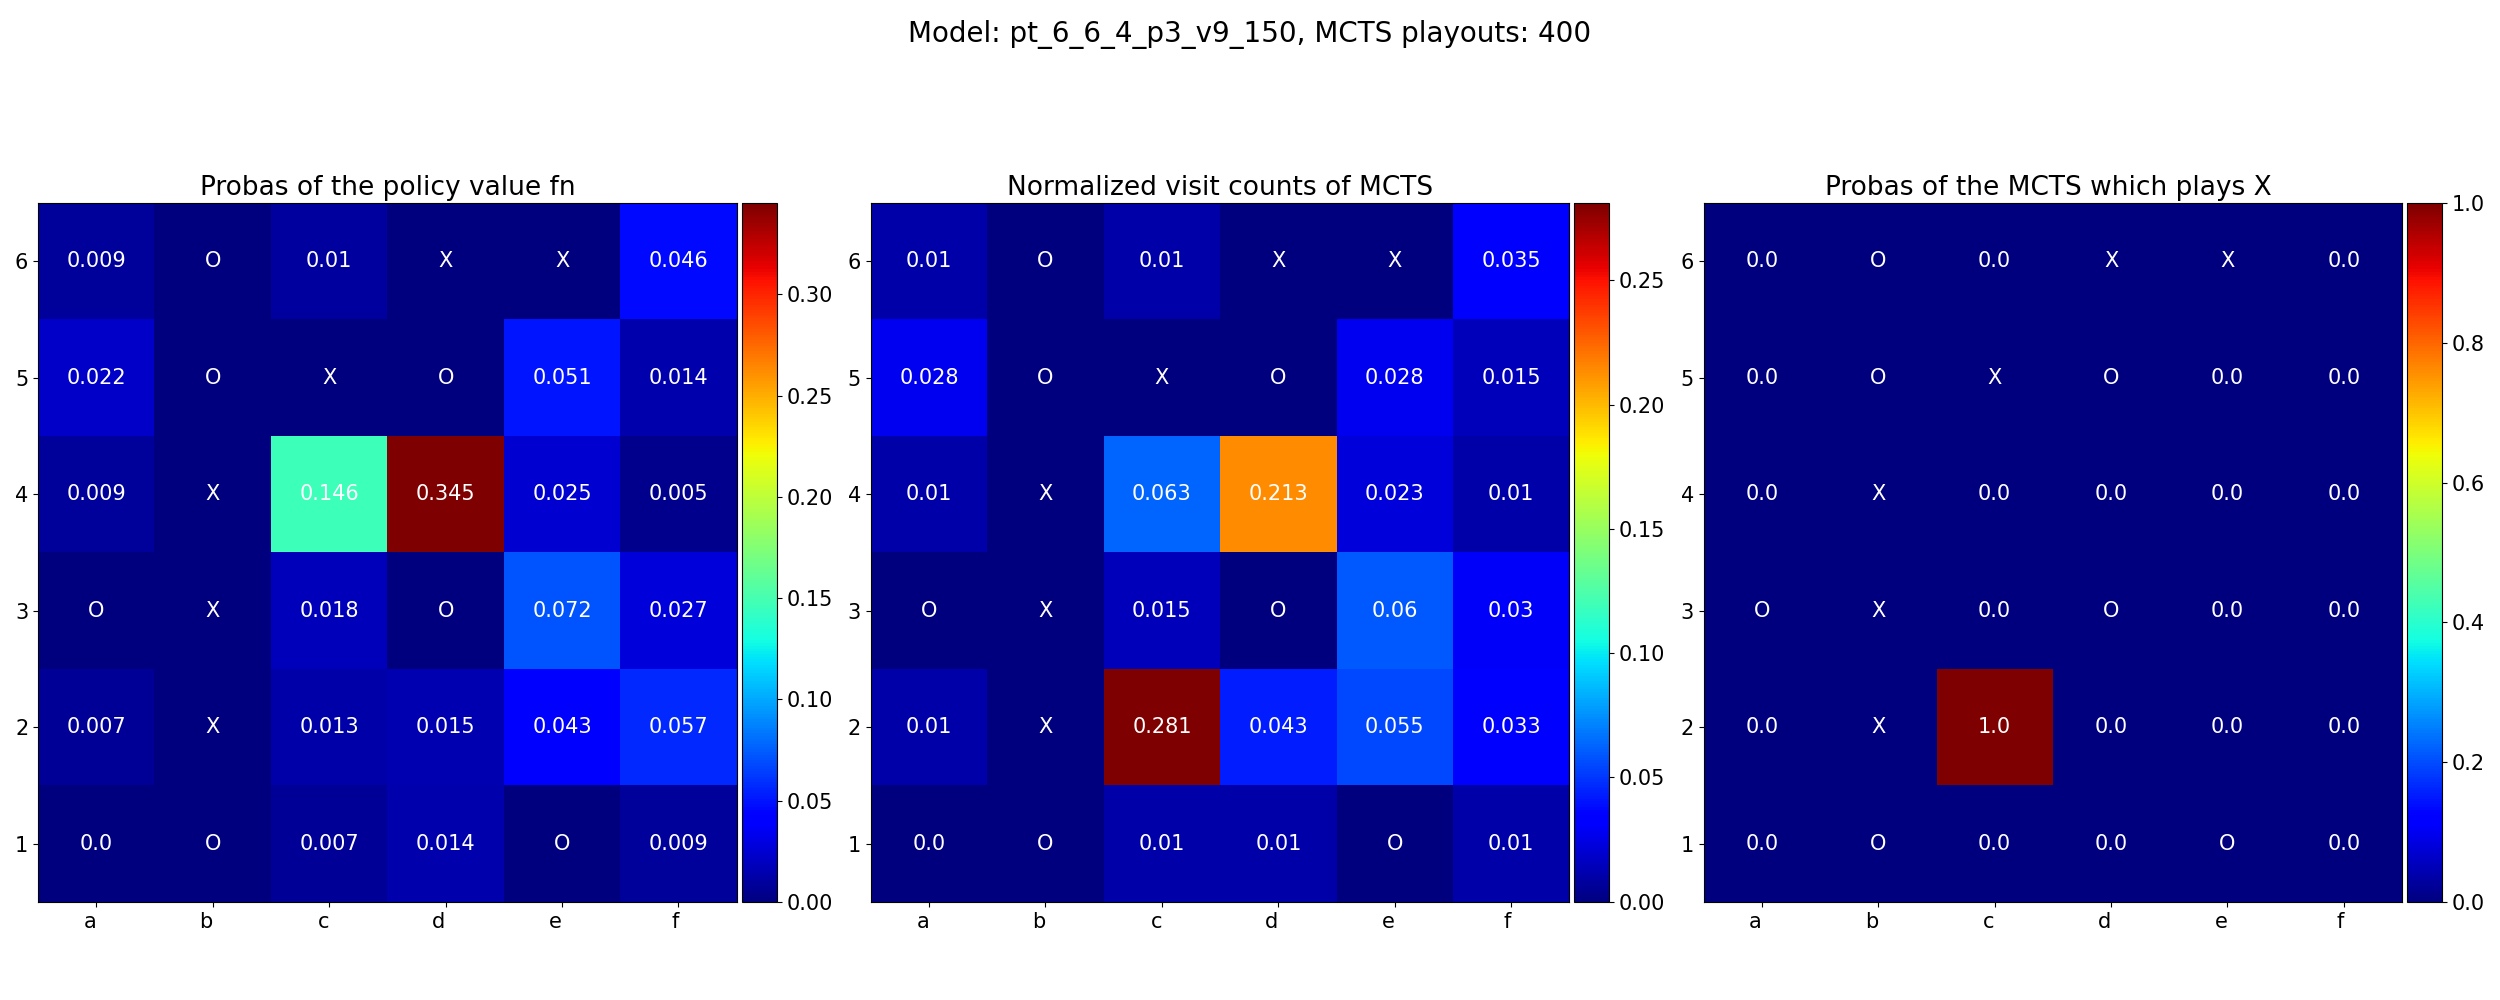 Model: pt_6_6_4_p3_v9_150, MCTS playouts: 400
Probas of the policy value fn
6 0.009 O 0.01 X X 0.046
5 0.022 O X O 0.051 0.014
4 0.009 X 0.146 0.345 0.025 0.005
3 O X 0.018 O 0.072 0.027
2 0.007 X 0.013 0.015 0.043 0.057
1 0.0 O 0.007 0.014 O 0.009
a b c d e f
0.30
0.25
0.20
0.15
0.10
0.05
0.00
Normalized visit counts of MCTS
6 0.01 O 0.01 X X 0.035
5 0.028 O X O 0.028 0.015
4 0.01 X 0.063 0.213 0.023 0.01
3 O X 0.015 O 0.06 0.03
2 0.01 X 0.281 0.043 0.055 0.033
1 0.0 O 0.01 0.01 O 0.01
a b c d e f
0.25
0.20
0.15
0.10
0.05
0.00
Probas of the MCTS which plays X
6 0.0 O 0.0 X X 0.0
5 0.0 O X O 0.0 0.0
4 0.0 X 0.0 0.0 0.0 0.0
3 O X 0.0 O 0.0 0.0
2 0.0 X 1.0 0.0 0.0 0.0
1 0.0 O 0.0 0.0 O 0.0
a b c d e f
1.0
0.8
0.6
0.4
0.2
0.0